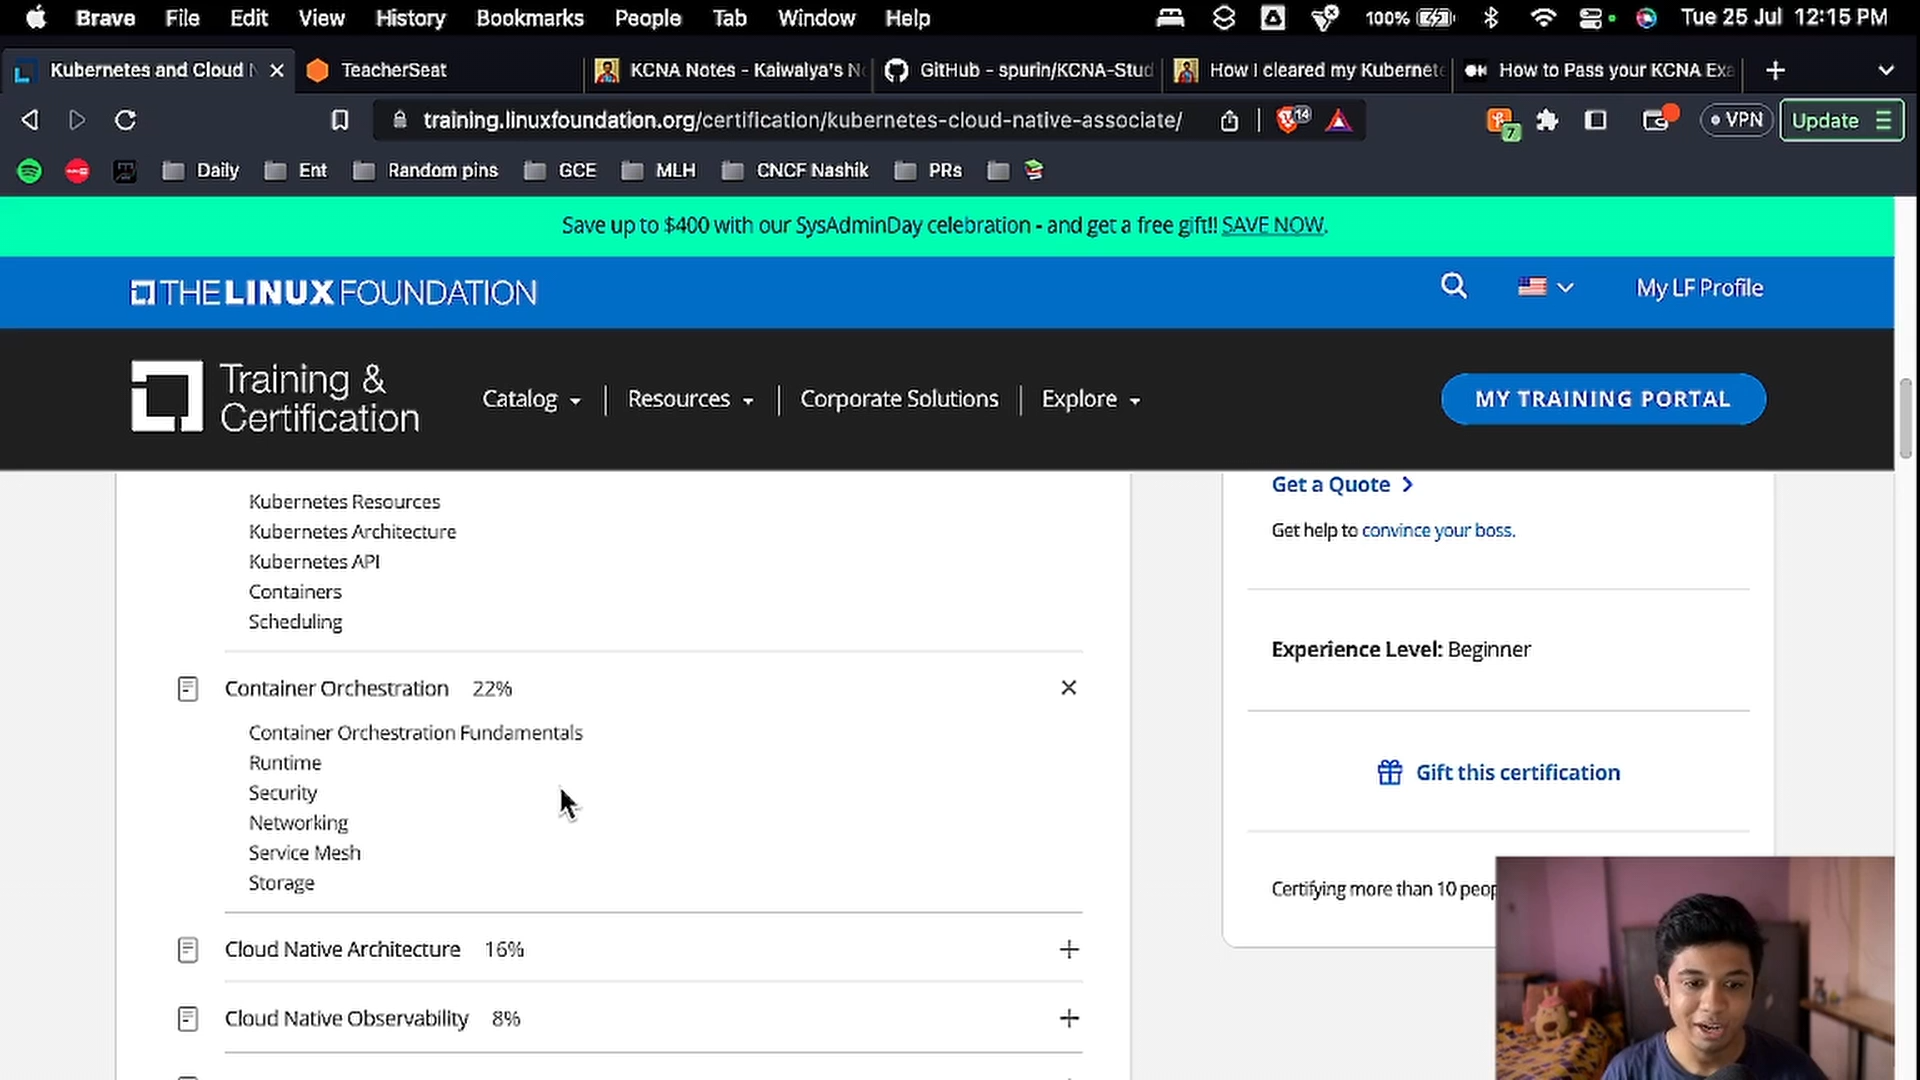 Brave File Edit View History Bookmarks People Tab Window Help 100% Tue 25 Jul 12:15 PM
Kubernetes and Cloud TeacherSeat KCNA Notes - Kaiwalya's GitHub - spurin/KCNA-Stud How I cleared my Kubernete How to Pass your KCNA Exa
training.linuxfoundation.org/certification/kubernetes-cloud-native-associate/ 14 7 VPN Update
Daily Ent Random pins GCE MLH CNCF Nashik PRs
Save up to $400 with our SysAdminDay celebration - and get a free gift!! SAVE NOW.
THE LINUX FOUNDATION My LF Profile
Training &
Certification
Catalog Resources Corporate Solutions Explore MY TRAINING PORTAL
Kubernetes Resources
Kubernetes Architecture
Kubernetes API
Containers
Scheduling
Container Orchestration 22%
Container Orchestration Fundamentals
Runtime
Security
Networking
Service Mesh
Storage
Cloud Native Architecture 16%
Cloud Native Observability 8%
Get a Quote
Get help to convince your boss.
Experience Level: Beginner
Gift this certification
Certifying more than 10 peop